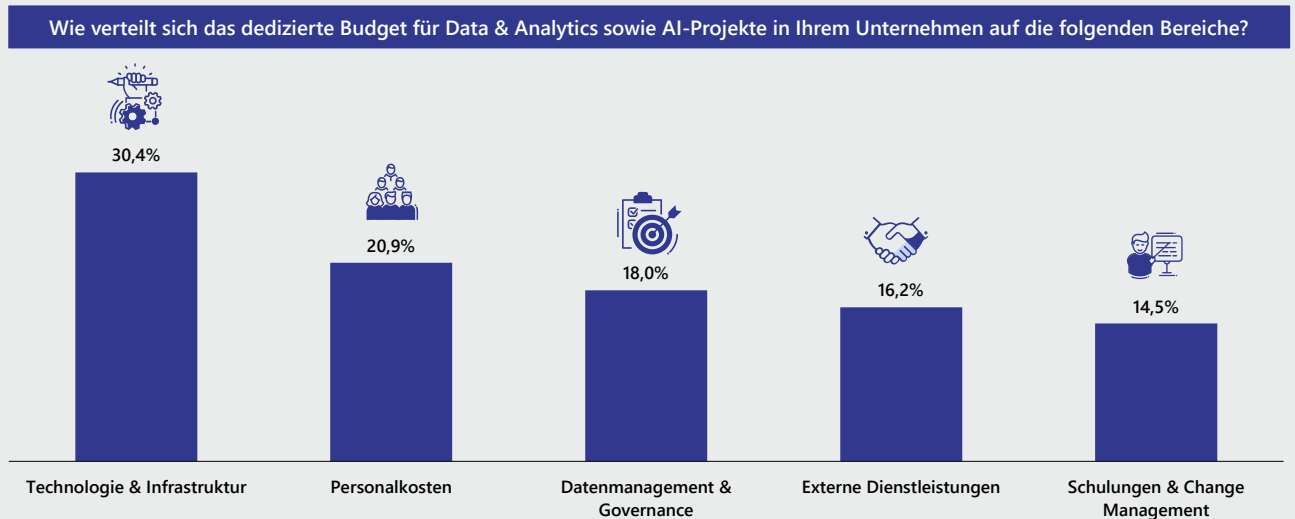 Wie verteilt sich das dedizierte Budget für Data & Analytics sowie AI-Projekte in Ihrem Unternehmen auf die folgenden Bereiche?
30,4%
20,9%
18,0%
16,2%
14,5%
Technologie & Infrastruktur
Personalkosten
Datenmanagement &
Governance
Externe Dienstleistungen
Schulungen & Change
Management